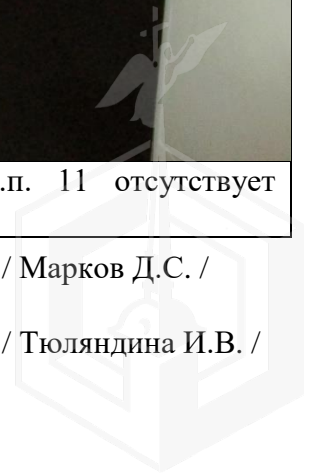 .п. 11 отсутствует
/ Марков Д.С. /
/ Тюляндина И.В. /